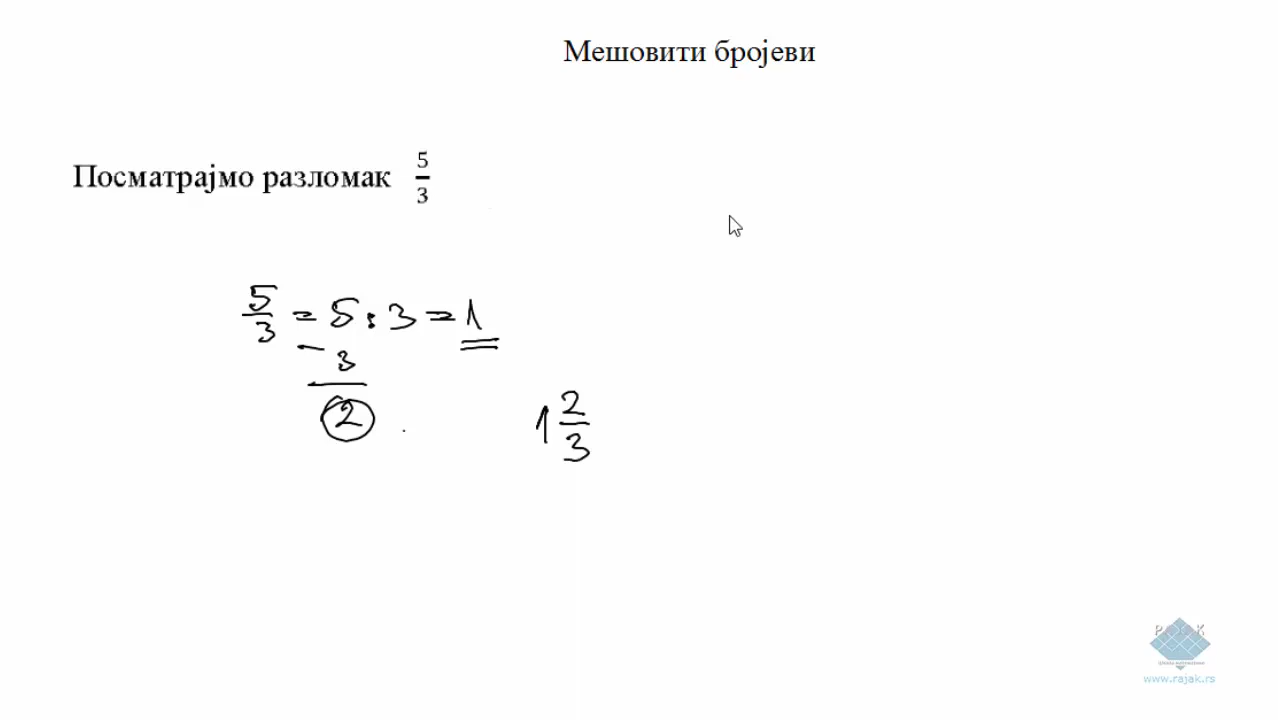 Мешовити бројеви
Посматрајмо разломак 5/3
5/3 = 5 : 3 = 1
- 3
2
1 2/3
www.rajak.rs